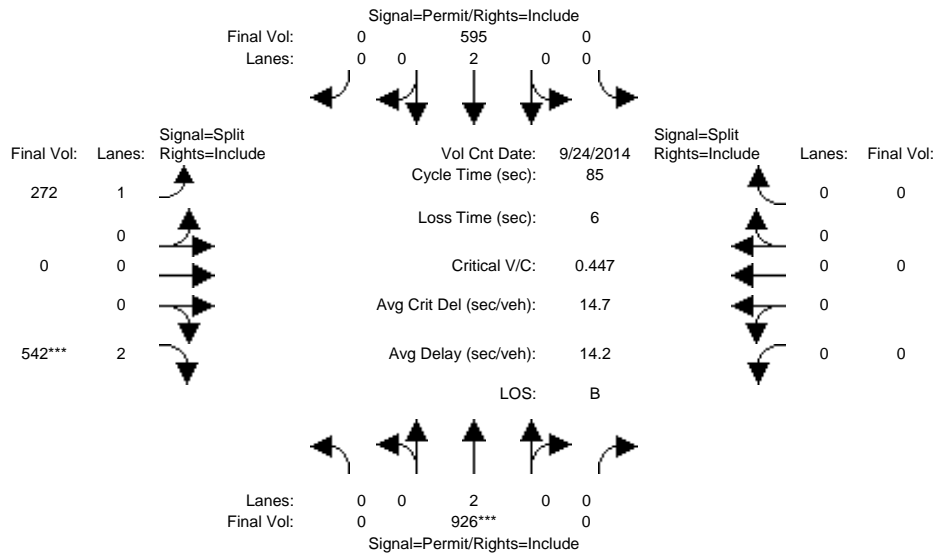 Signal=Permit/Rights=Include
Final Vol: 0 595 0
Lanes: 0 0 2 0 0
Signal=Split
Final Vol: Lanes: Rights=Include
Vol Cnt Date: 9/24/2014
Signal=Split
Rights=Include Lanes: Final Vol:
Cycle Time (sec): 85
272 1
0 0
Loss Time (sec): 6
0
0
0 0
Critical V/C: 0.447
0 0
0
Avg Crit Del (sec/veh): 14.7
0
542*** 2
Avg Delay (sec/veh): 14.2
0 0
LOS: B
Lanes: 0 0 2 0 0
Final Vol: 0 926*** 0
Signal=Permit/Rights=Include